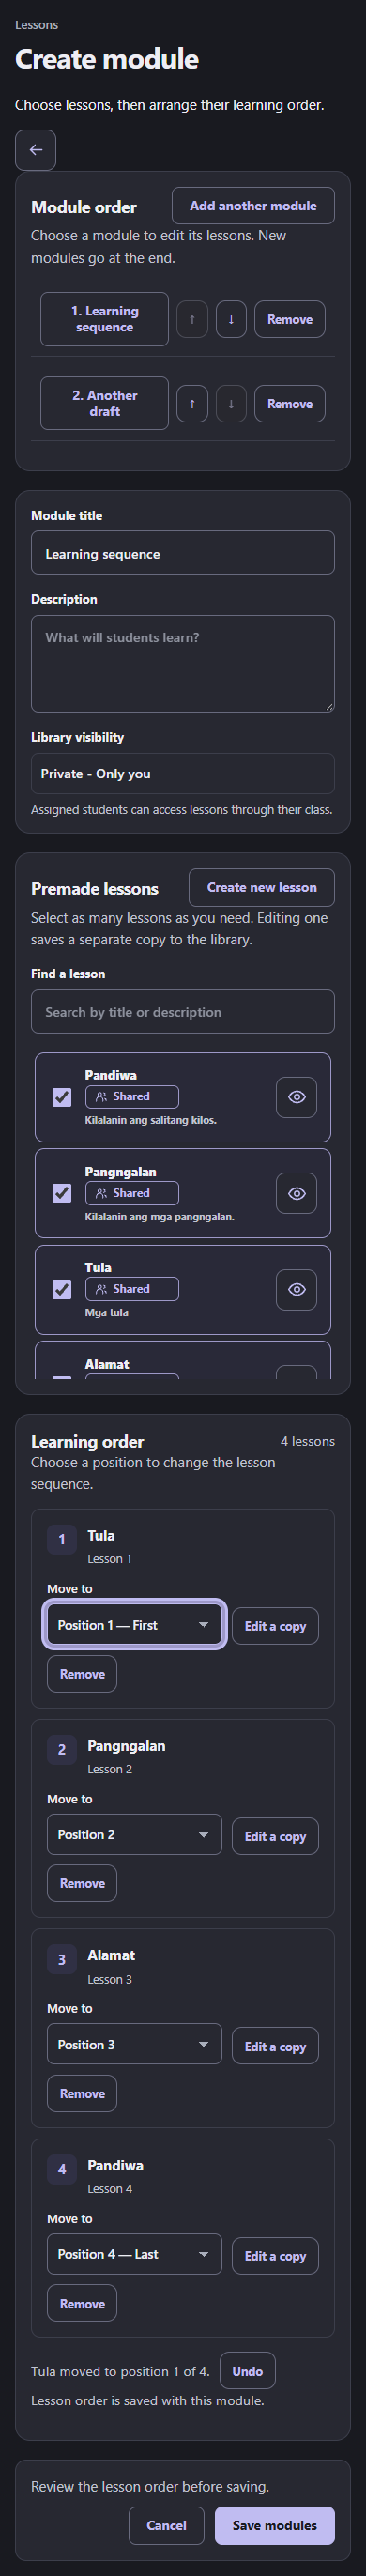 Lessons
Create module
Choose lessons, then arrange their learning order.
←
Module order
Add another module
Choose a module to edit its lessons. New
modules go at the end.
1. Learning
sequence
↑
↓
Remove
2. Another
draft
↑
↓
Remove
Module title
Learning sequence
Description
What will students learn?
Library visibility
Private - Only you
Assigned students can access lessons through their class.
Premade lessons
Create new lesson
Select as many lessons as you need. Editing one
saves a separate copy to the library.
Find a lesson
Search by title or description
Pandiwa
Shared
Kilalanin ang salitang kilos.
Pangngalan
Shared
Kilalanin ang mga pangngalan.
Tula
Shared
Mga tula
Alamat
Learning order
4 lessons
Choose a position to change the lesson
sequence.
1
Tula
Lesson 1
Move to
Position 1 — First
Edit a copy
Remove
2
Pangngalan
Lesson 2
Move to
Position 2
Edit a copy
Remove
3
Alamat
Lesson 3
Move to
Position 3
Edit a copy
Remove
4
Pandiwa
Lesson 4
Move to
Position 4 — Last
Edit a copy
Remove
Tula moved to position 1 of 4.
Undo
Lesson order is saved with this module.
Review the lesson order before saving.
Cancel
Save modules